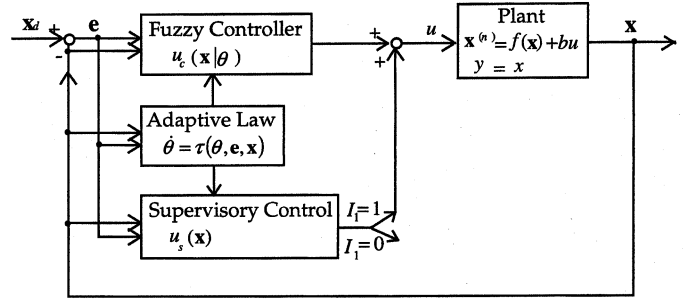 x_d + e
-
Fuzzy Controller
u_c (x|θ)
+
+
u
Plant
x^(n)=f(x)+bu
y = x
x
Adaptive Law
θ̇ = τ(θ,e,x)
Supervisory Control
u_s (x)
I_1=1
I_1=0